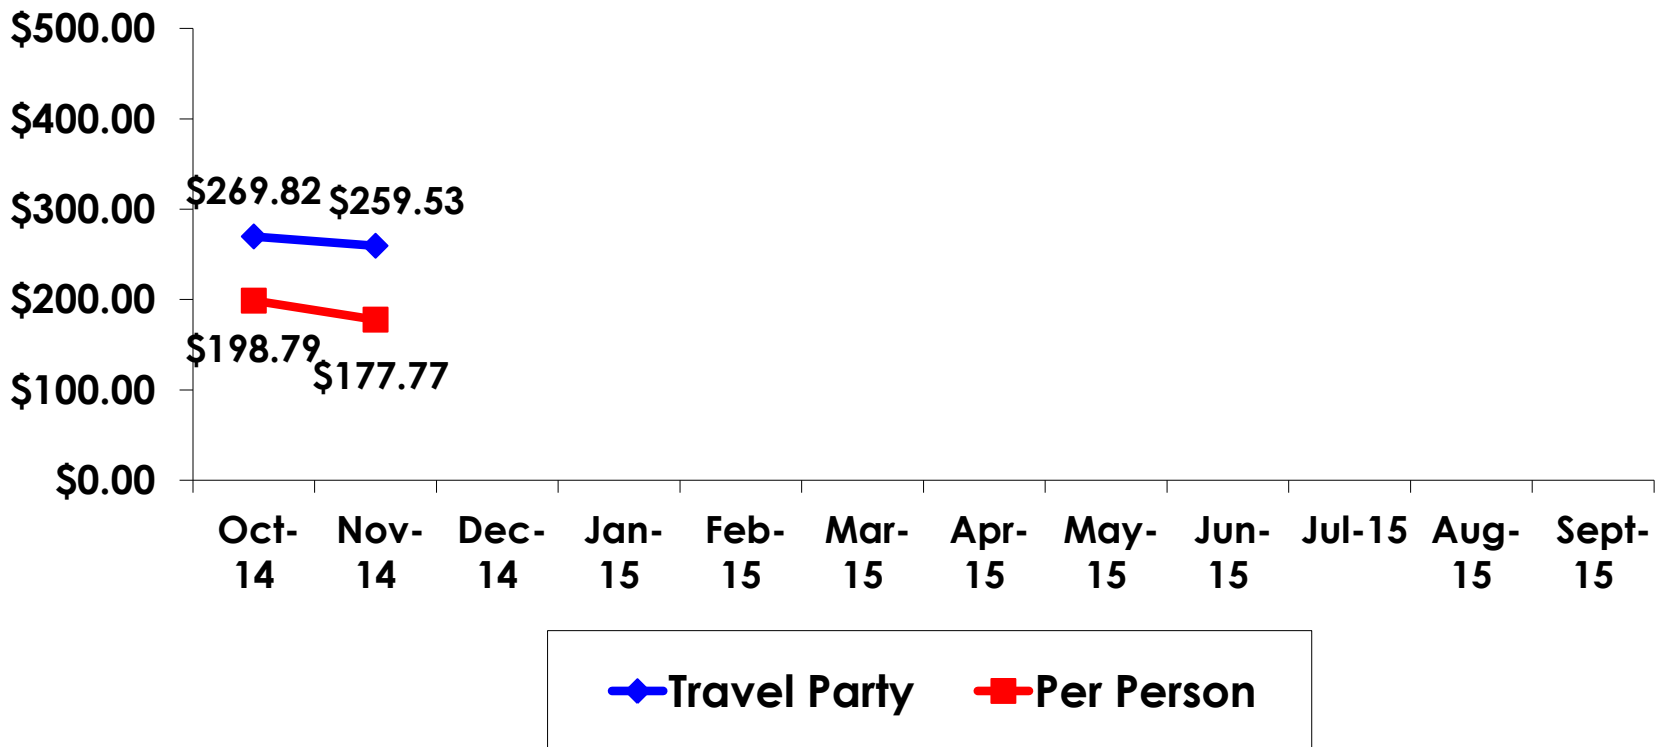 $500.00
$400.00
$300.00
$200.00
$100.00
$0.00
$269.82
$259.53
$198.79
$177.77
Oct-
14
Nov-
14
Dec-
14
Jan-
15
Feb-
15
Mar-
15
Apr-
15
May-
15
Jun-
15
Jul-15
Aug-
15
Sept-
15
Travel Party
Per Person